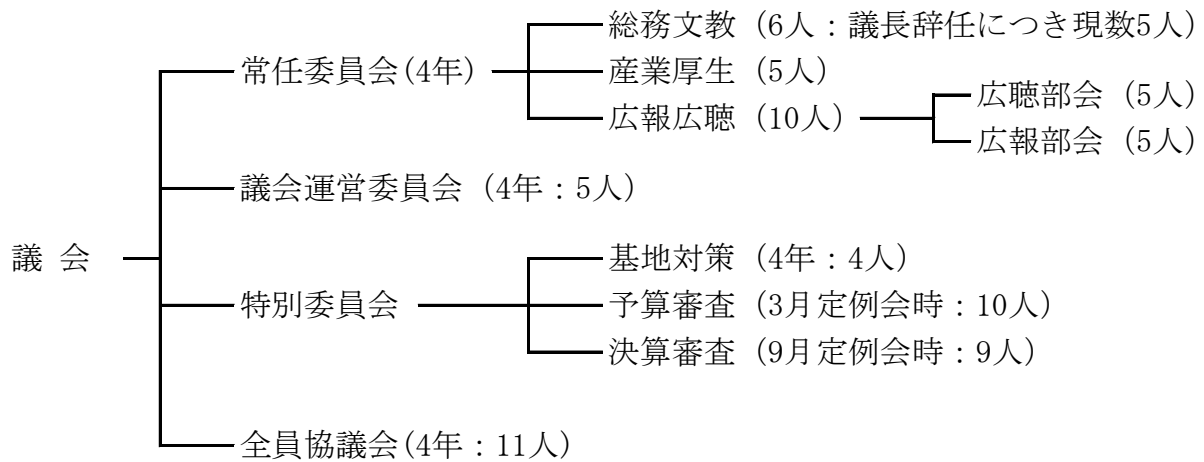 総務文教（6人：議長辞任につき現数5人）
常任委員会(4年)
産業厚生（5人）
広報広聴（10人）
広聴部会（5人）
広報部会（5人）
議会運営委員会（4年：5人）
議 会
基地対策（4年：4人）
特別委員会
予算審査（3月定例会時：10人）
決算審査（9月定例会時：9人）
全員協議会(4年：11人）